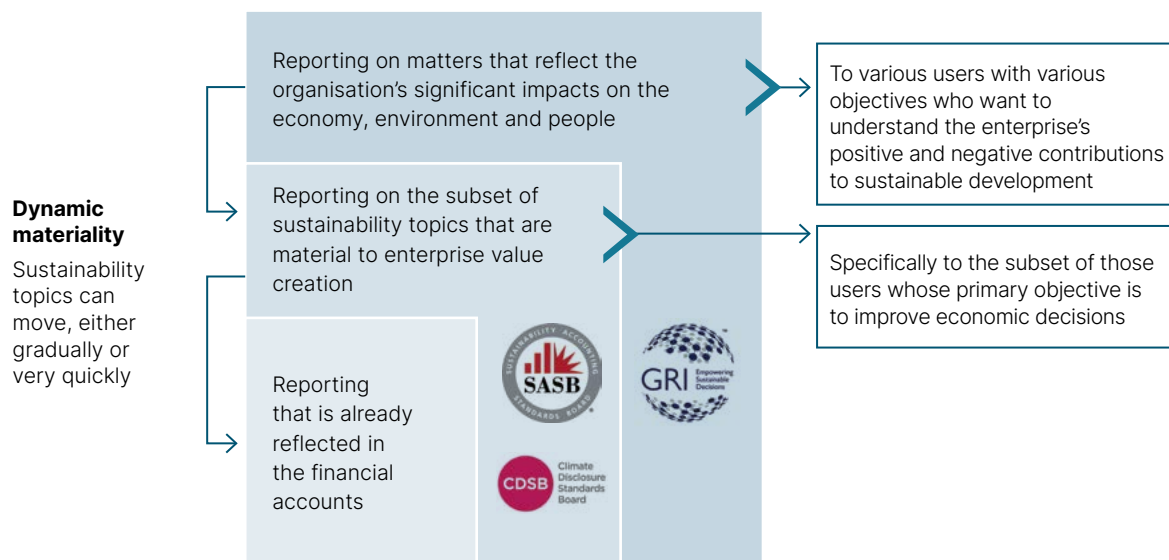 Reporting on matters that reflect the
organisation’s significant impacts on the
economy, environment and people
To various users with various
objectives who want to
understand the enterprise’s
positive and negative contributions
to sustainable development
Dynamic
materiality
Sustainability
topics can
move, either
gradually or
very quickly
Reporting on the subset of
sustainability topics that are
material to enterprise value
creation
Specifically to the subset of those
users whose primary objective is
to improve economic decisions
Reporting
that is already
reflected in
the financial
accounts
SUSTAINABILITY ACCOUNTING
SASB
STANDARDS BOARD
®
GRI
Empowering
Sustainable
Decisions
TM
CDSB
Climate
Disclosure
Standards
Board